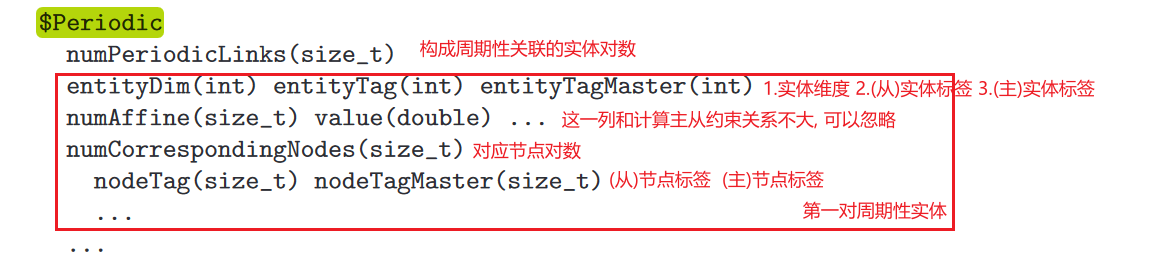 $Periodic
numPeriodicLinks(size_t) 构成周期性关联的实体对数
entityDim(int) entityTag(int) entityTagMaster(int) 1.实体维度 2.(从)实体标签 3.(主)实体标签
numAffine(size_t) value(double) ... 这一列和计算主从约束关系不大, 可以忽略
numCorrespondingNodes(size_t) 对应节点对数
nodeTag(size_t) nodeTagMaster(size_t) (从)节点标签 (主)节点标签
...
第一对周期性实体
...